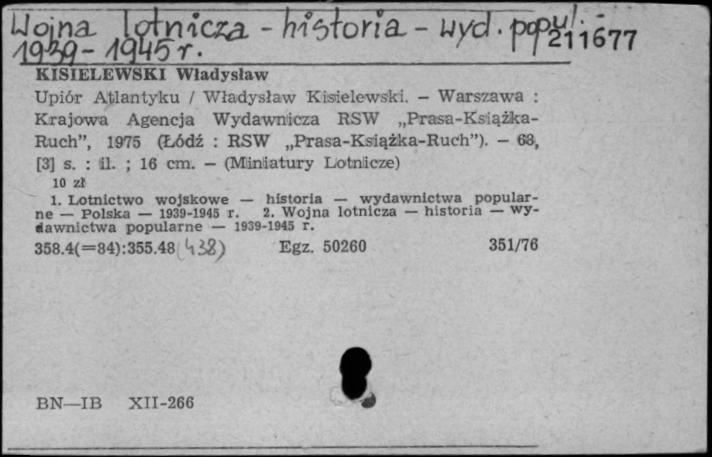 Wojna lotnicza - historia - wyd. popul. -
1939-1945 r. 211677
KISIELEWSKI Władysław
Upiór Atlantyku / Władysław Kisielewski. — Warszawa :
Krajowa Agencja Wydawnicza RSW „Prasa-Książka-
Ruch”, 1975 (Łódź : RSW „Prasa-Książka-Ruch”). — 63,
[3] s. : il. ; 16 cm. — (Miniatury Lotnicze)
10 zł
1. Lotnictwo wojskowe — historia — wydawnictwa popular-
ne — Polska — 1939-1945 r. 2. Wojna lotnicza — historia — wy-
dawnictwa popularne — 1939-1945 r.
358.4(=84):355.48 (438) Egz. 50260 351/76
BN—IB XII-266